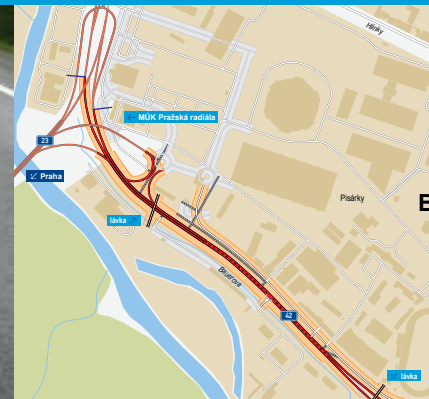 Hlinky
← MÚK Pražská radiála
23
↙ Praha
Pisárky
B
lávka
Bauerova
42
lávka